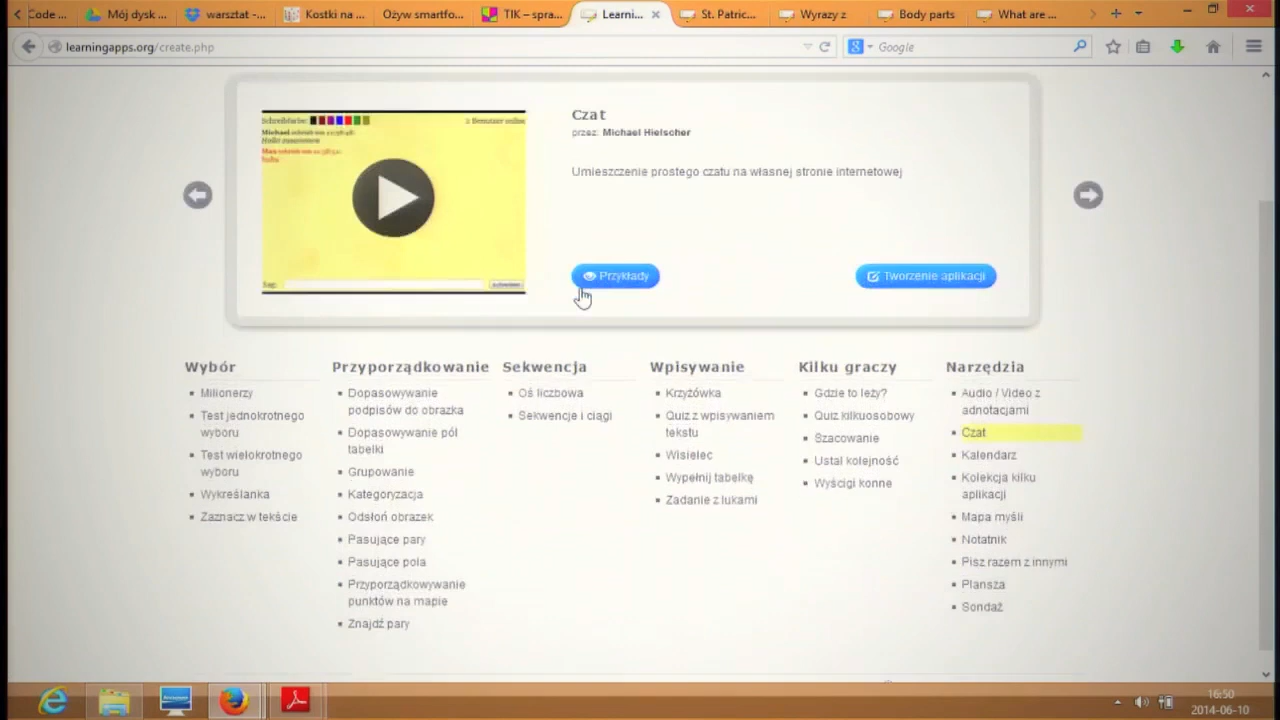 Code ...
Mój dysk ...
warsztat -...
Kostki na ...
Ożyw smartfo...
TIK – spra...
Learni...
St. Patric...
Wyrazy z
Body parts
What are ...
learningapps.org/create.php
Google
Schreibfarbe:
2 Benutzer online
Czat
przez: Michael Hielscher
Umieszczenie prostego czatu na własnej stronie internetowej
Przykłady
Tworzenie aplikacji
Wybór
Milionerzy
Test jednokrotnego
wyboru
Test wielokrotnego
wyboru
Wykreślanka
Zaznacz w tekście
Przyporządkowanie
Dopasowywanie
podpisów do obrazka
Dopasowywanie pól
tabelki
Grupowanie
Kategoryzacja
Odsłoń obrazek
Pasujące pary
Pasujące pola
Przyporządkowywanie
punktów na mapie
Znajdź pary
Sekwencja
Oś liczbowa
Sekwencje i ciągi
Wpisywanie
Krzyżówka
Quiz z wpisywaniem
tekstu
Wisielec
Wypełnij tabelkę
Zadanie z lukami
Kilku graczy
Gdzie to leży?
Quiz kilkuosobowy
Szacowanie
Ustal kolejność
Wyścigi konne
Narzędzia
Audio / Video z
adnotacjami
Czat
Kalendarz
Kolekcja kilku
aplikacji
Mapa myśli
Notatnik
Pisz razem z innymi
Plansza
Sondaż
16:50
2014-06-10